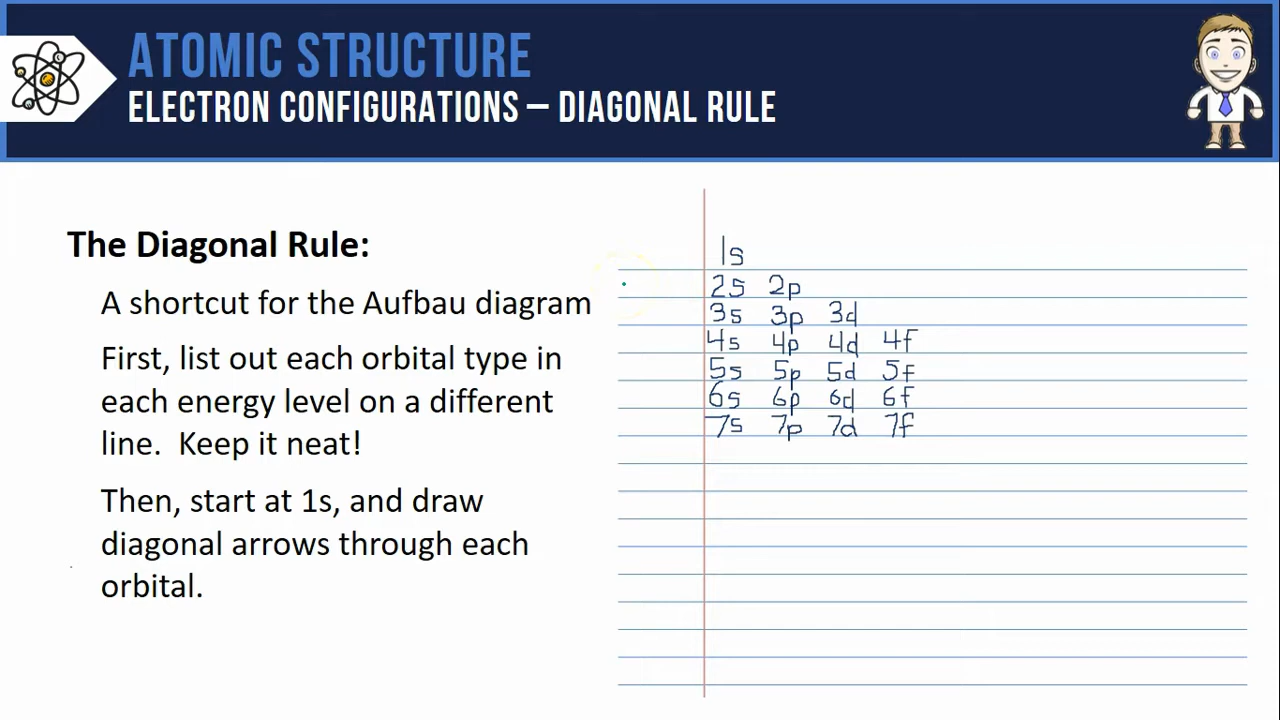 ATOMIC STRUCTURE
ELECTRON CONFIGURATIONS – DIAGONAL RULE
The Diagonal Rule:
A shortcut for the Aufbau diagram
First, list out each orbital type in
each energy level on a different
line. Keep it neat!
Then, start at 1s, and draw
diagonal arrows through each
orbital.
1s
2s 2p
3s 3p 3d
4s 4p 4d 4f
5s 5p 5d 5f
6s 6p 6d 6f
7s 7p 7d 7f